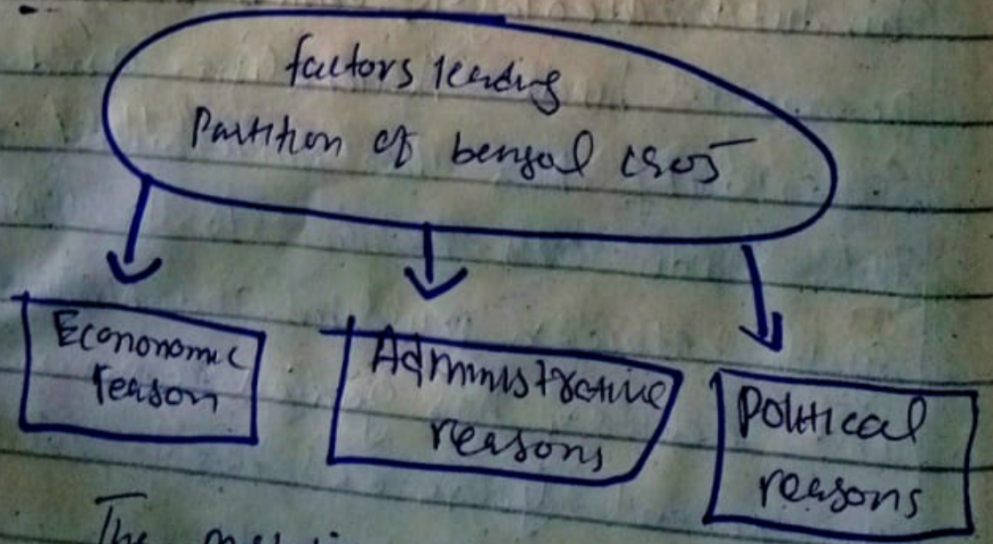 factors leading
Partition of bengal 1905
Econonomic
reason
Administrative
reasons
Political
reasons
The